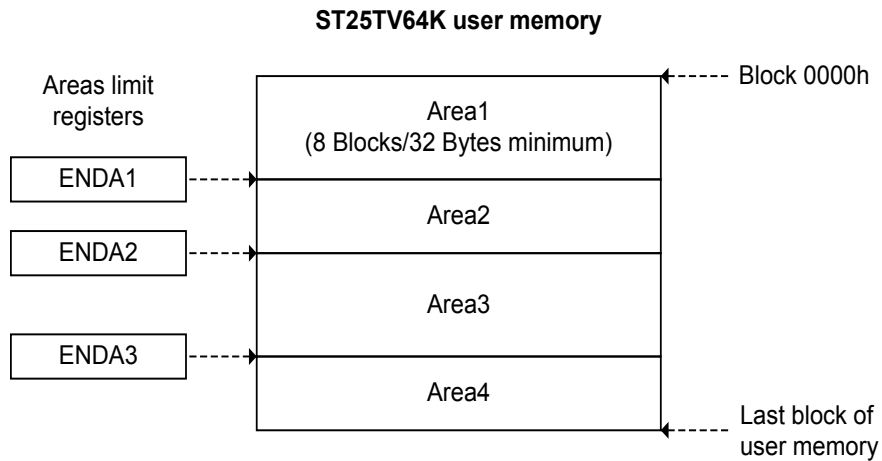 ST25TV64K user memory
Areas limit
registers
Block 0000h
Area1
(8 Blocks/32 Bytes minimum)
ENDA1
Area2
ENDA2
Area3
ENDA3
Area4
Last block of
user memory